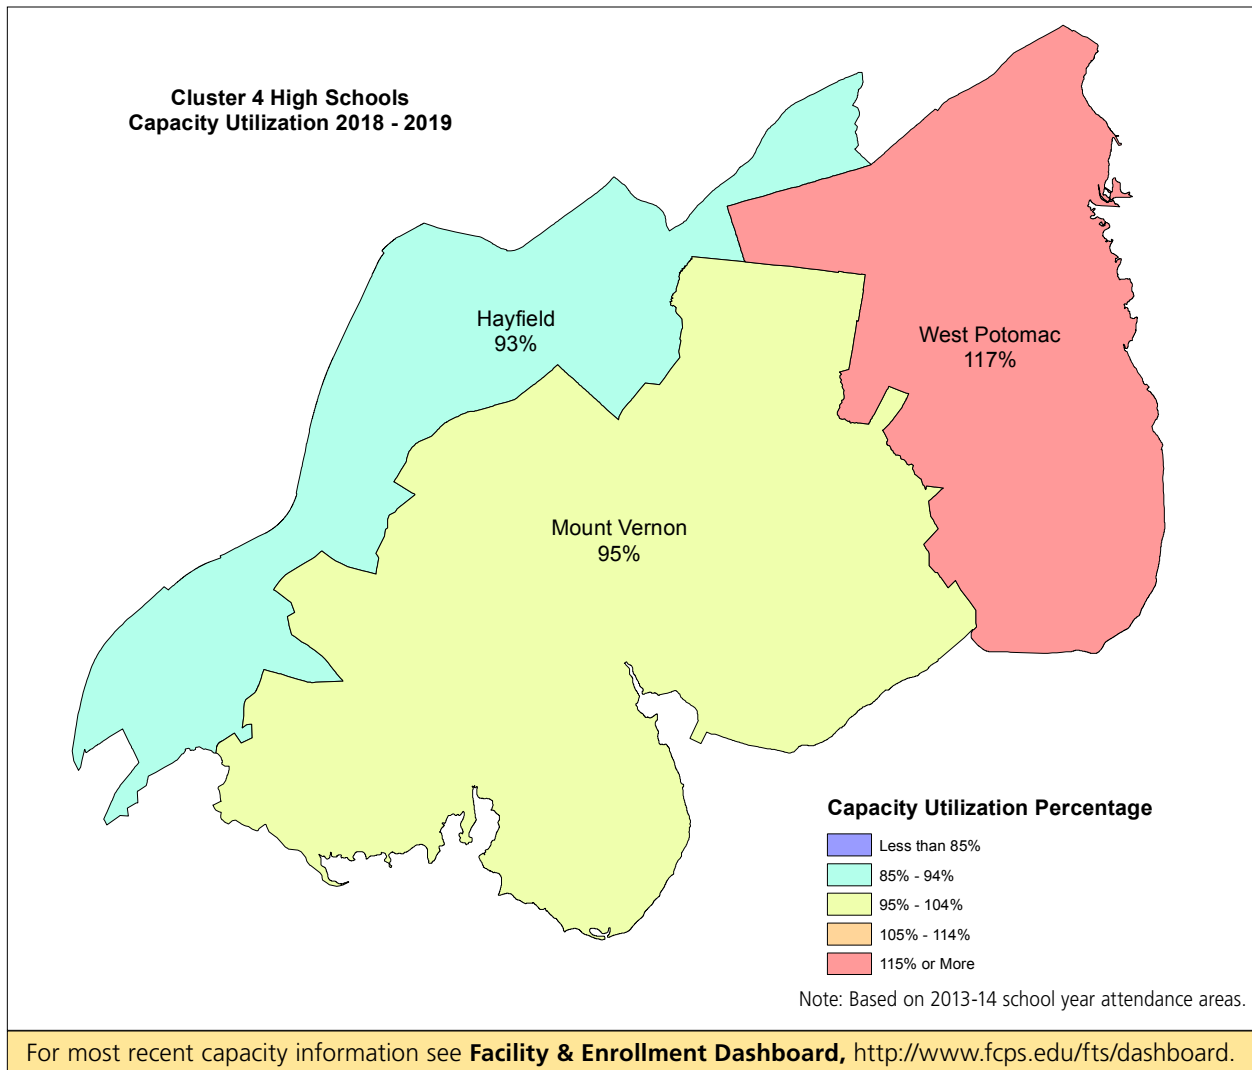 Cluster 4 High Schools
Capacity Utilization 2018 - 2019
Hayfield
93%
West Potomac
117%
Mount Vernon
95%
Capacity Utilization Percentage
Less than 85%
85% - 94%
95% - 104%
105% - 114%
115% or More
Note: Based on 2013-14 school year attendance areas.
For most recent capacity information see Facility & Enrollment Dashboard, http://www.fcps.edu/fts/dashboard.